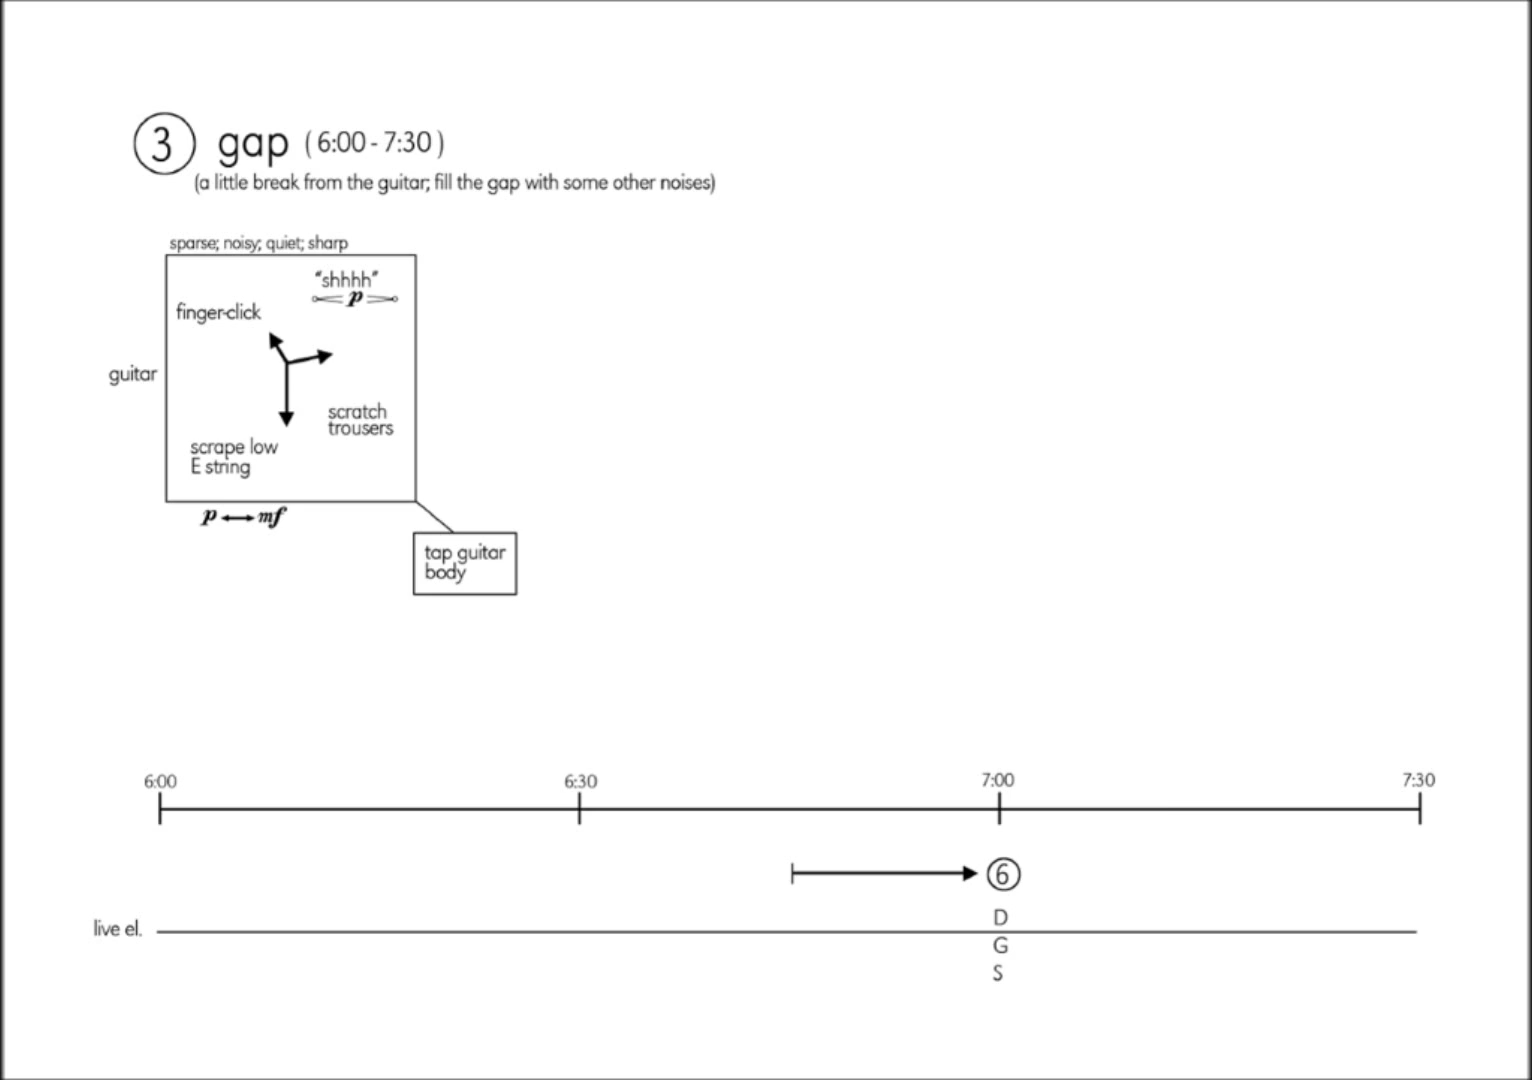 3 gap (6:00 - 7:30)
(a little break from the guitar; fill the gap with some other noises)
sparse; noisy; quiet; sharp
"shhhh"
p
finger-click
guitar
scratch
trousers
scrape low
E string
p mf
tap guitar
body
6:00 6:30 7:00 7:30
6
D
live el.
G
S